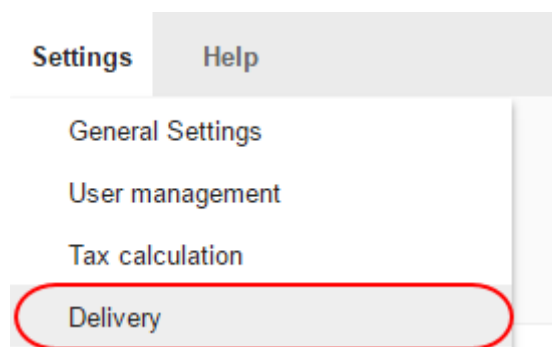 Settings Help
General Settings
User management
Tax calculation
Delivery